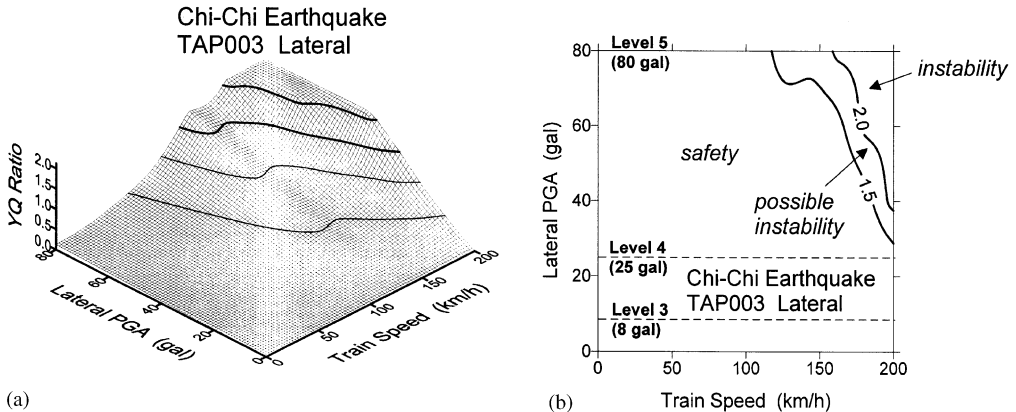 Chi-Chi Earthquake
TAP003 Lateral
YQ Ratio
2.0
1.5
1.0
0.5
0.0
80
60
40
20
0
Lateral PGA (gal)
0
50
100
150
200
Train Speed (km/h)
(a)
Lateral PGA (gal)
80
60
40
20
0
Level 5
(80 gal)
instability
2.0
safety
1.5
possible
instability
Level 4
(25 gal)
Chi-Chi Earthquake
TAP003 Lateral
Level 3
(8 gal)
0
50
100
150
200
Train Speed (km/h)
(b)